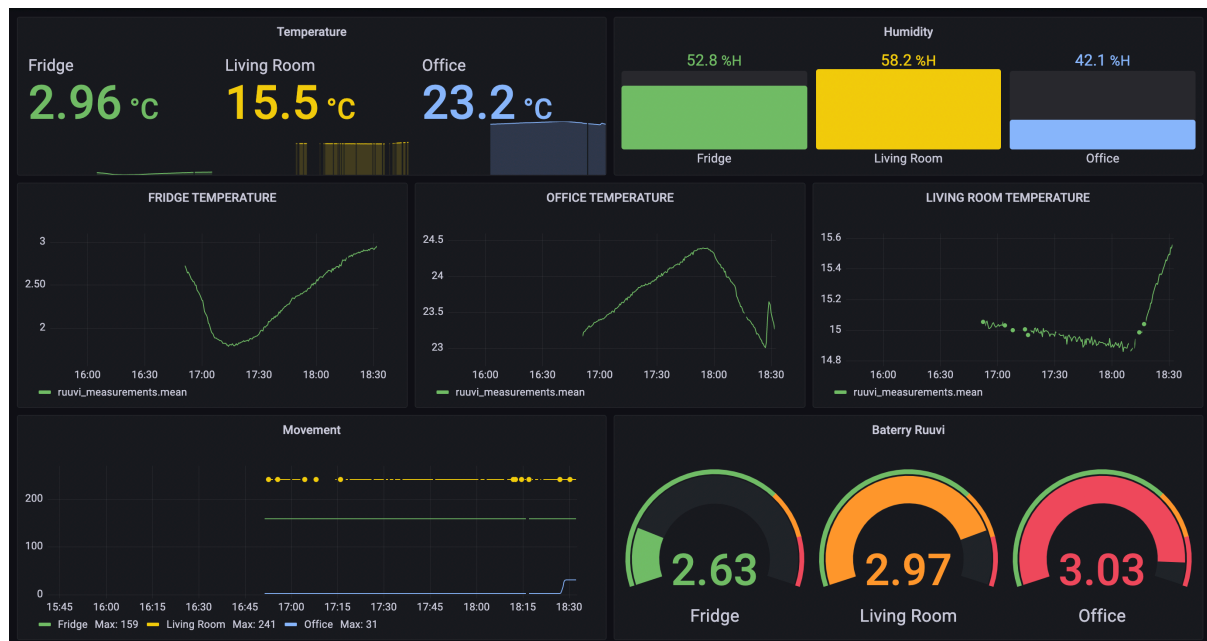 Temperature
Fridge
2.96 °C
Living Room
15.5 °C
Office
23.2 °C
Humidity
52.8 %H
58.2 %H
42.1 %H
Fridge
Living Room
Office
FRIDGE TEMPERATURE
3
2.50
2
16:00 16:30 17:00 17:30 18:00 18:30
ruuvi_measurements.mean
OFFICE TEMPERATURE
24.5
24
23.5
23
16:00 16:30 17:00 17:30 18:00 18:30
ruuvi_measurements.mean
LIVING ROOM TEMPERATURE
15.6
15.4
15.2
15
14.8
16:00 16:30 17:00 17:30 18:00 18:30
ruuvi_measurements.mean
Movement
200
100
0
15:45 16:00 16:15 16:30 16:45 17:00 17:15 17:30 17:45 18:00 18:15 18:30
Fridge Max: 159 Living Room Max: 241 Office Max: 31
Baterry Ruuvi
2.63
Fridge
2.97
Living Room
3.03
Office